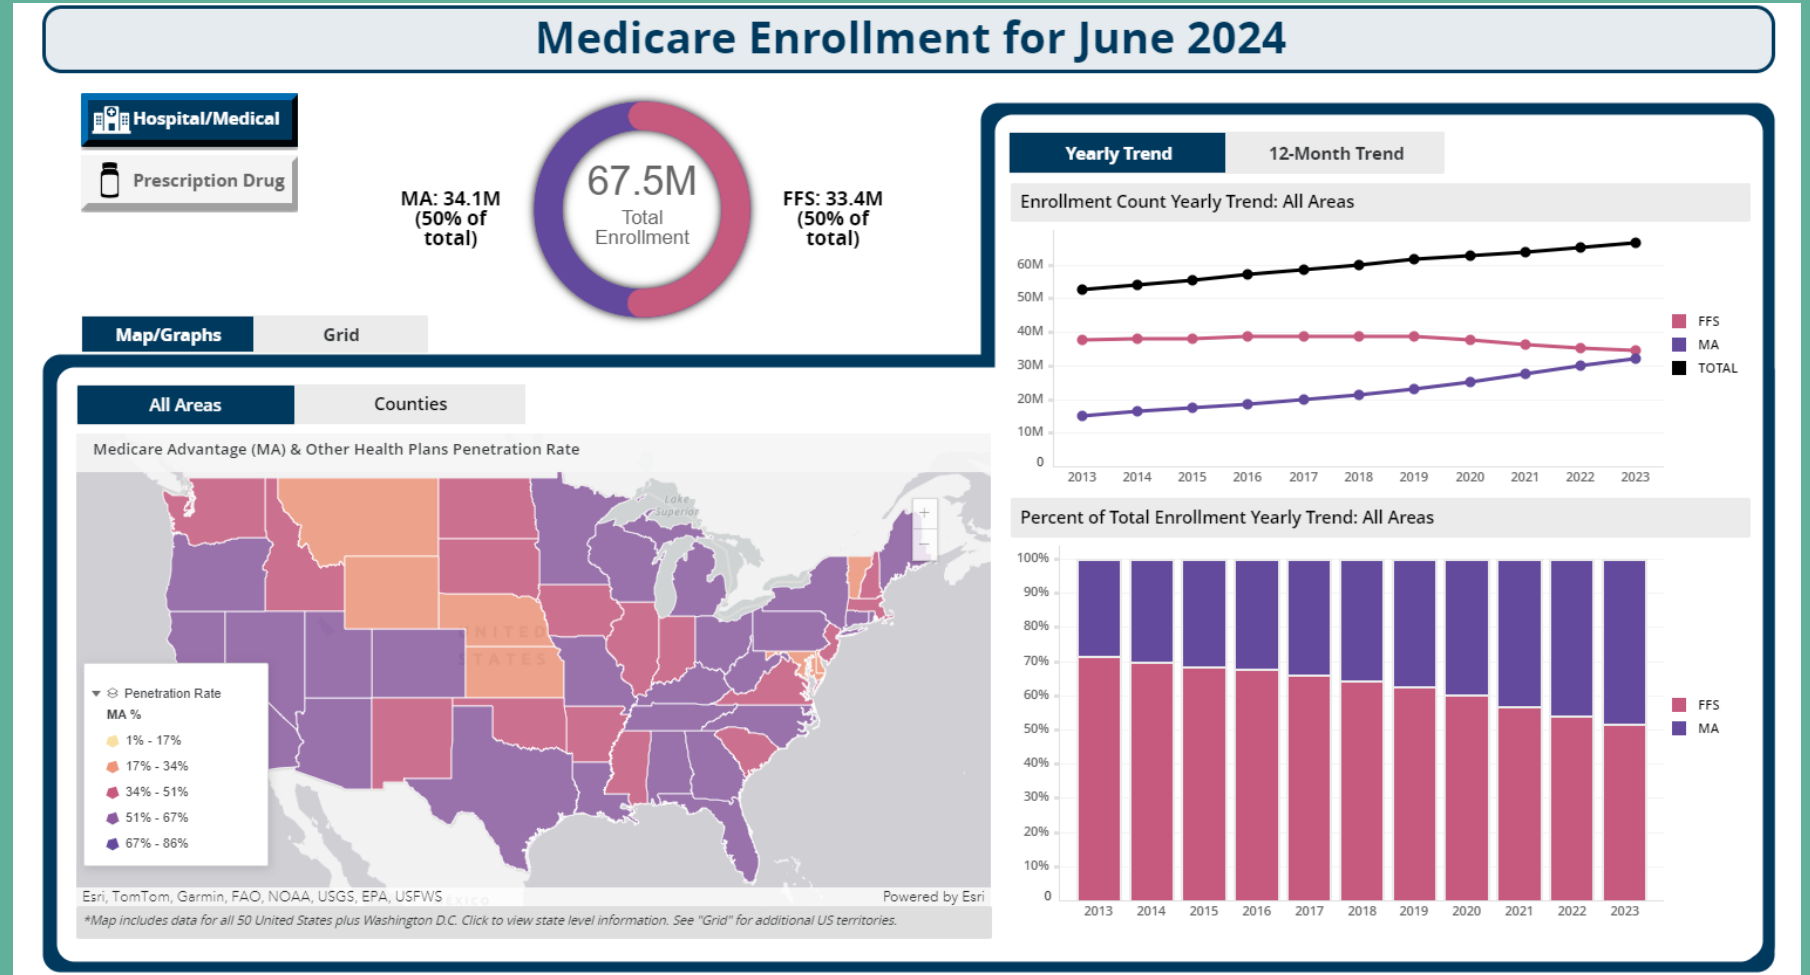 Medicare Enrollment for June 2024
Hospital/Medical
Prescription Drug
MA: 34.1M
(50% of
total)
67.5M
Total
Enrollment
FFS: 33.4M
(50% of
total)
Map/Graphs
Grid
All Areas
Counties
Medicare Advantage (MA) & Other Health Plans Penetration Rate
Lake
Superior
UNITED
STATES
Penetration Rate
MA %
1% - 17%
17% - 34%
34% - 51%
51% - 67%
67% - 86%
+
−
Esri, TomTom, Garmin, FAO, NOAA, USGS, EPA, USFWS
Powered by Esri
*Map includes data for all 50 United States plus Washington D.C. Click to view state level information. See "Grid" for additional US territories.
Yearly Trend
12-Month Trend
Enrollment Count Yearly Trend: All Areas
60M
50M
40M
30M
20M
10M
0
2013 2014 2015 2016 2017 2018 2019 2020 2021 2022 2023
FFS
MA
TOTAL
Percent of Total Enrollment Yearly Trend: All Areas
100%
90%
80%
70%
60%
50%
40%
30%
20%
10%
0
2013 2014 2015 2016 2017 2018 2019 2020 2021 2022 2023
FFS
MA